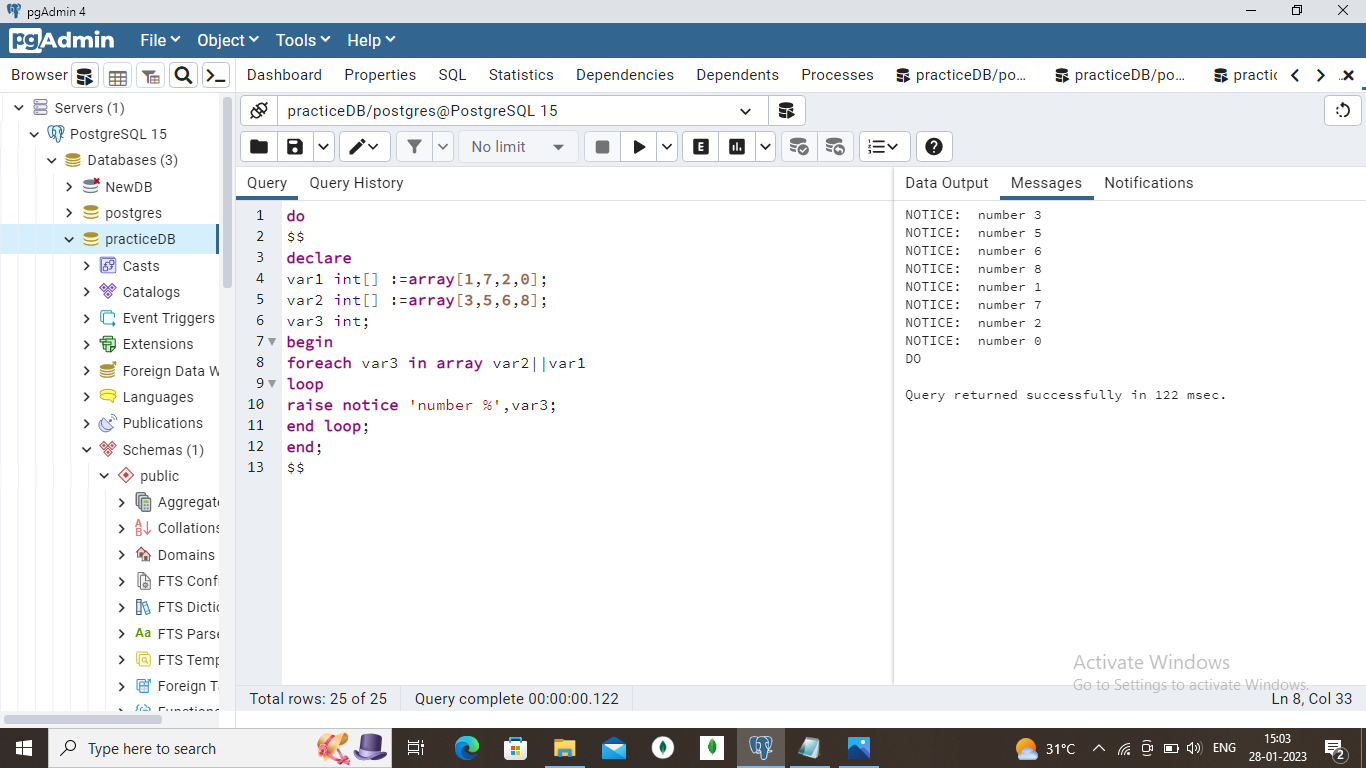 pgAdmin 4
pgAdmin File Object Tools Help
Browser Dashboard Properties SQL Statistics Dependencies Dependents Processes practiceDB/po... practiceDB/po... practic
Servers (1)
PostgreSQL 15
Databases (3)
NewDB
postgres
practiceDB
Casts
Catalogs
Event Triggers
Extensions
Foreign Data W
Languages
Publications
Schemas (1)
public
Aggregate
Collations
Domains
FTS Confi
FTS Dictio
Aa FTS Parse
FTS Temp
Foreign T
practiceDB/postgres@PostgreSQL 15
No limit
E
Query Query History
1 do
2 $$
3 declare
4 var1 int[] :=array[1,7,2,0];
5 var2 int[] :=array[3,5,6,8];
6 var3 int;
7 begin
8 foreach var3 in array var2||var1
9 loop
10 raise notice 'number %',var3;
11 end loop;
12 end;
13 $$
Data Output Messages Notifications
NOTICE: number 3
NOTICE: number 5
NOTICE: number 6
NOTICE: number 8
NOTICE: number 1
NOTICE: number 7
NOTICE: number 2
NOTICE: number 0
DO
Query returned successfully in 122 msec.
Activate Windows
Go to Settings to activate Windows.
Total rows: 25 of 25 Query complete 00:00:00.122 Ln 8, Col 33
Type here to search
31°C ENG
15:03
28-01-2023
2